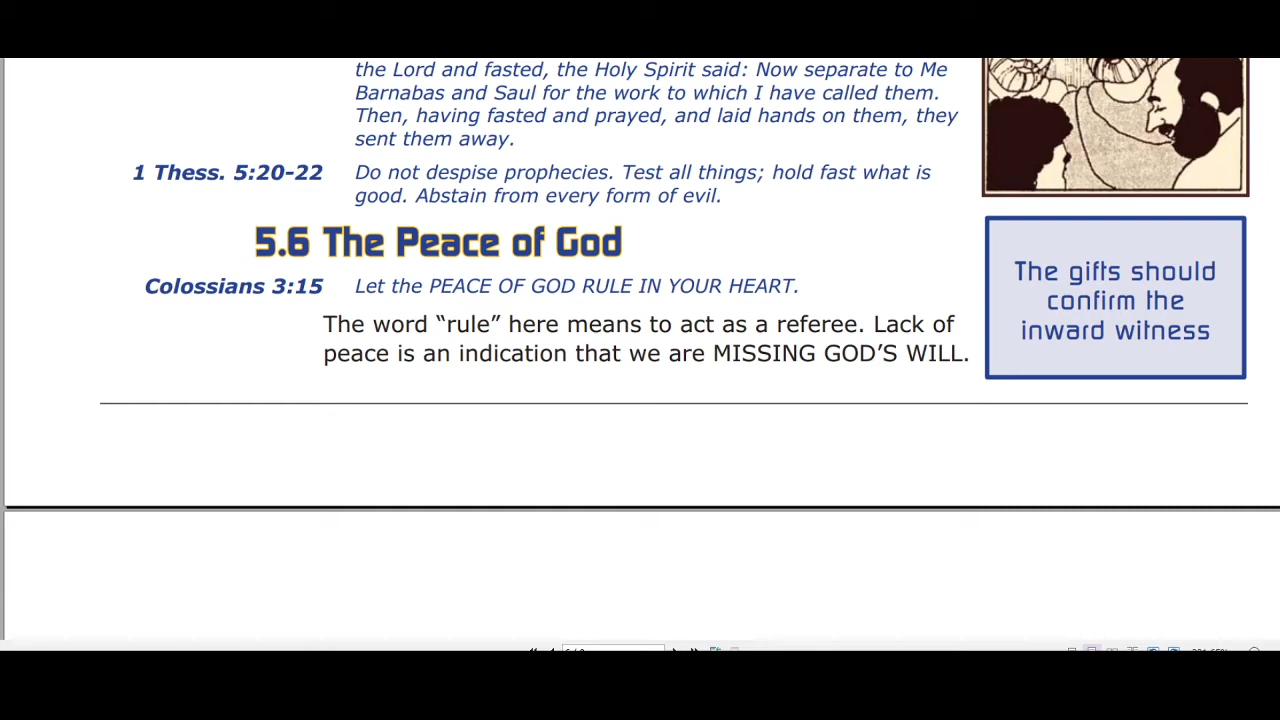 the Lord and fasted, the Holy Spirit said: Now separate to Me
Barnabas and Saul for the work to which I have called them.
Then, having fasted and prayed, and laid hands on them, they
sent them away.
1 Thess. 5:20-22 Do not despise prophecies. Test all things; hold fast what is
good. Abstain from every form of evil.
5.6 The Peace of God
Colossians 3:15 Let the PEACE OF GOD RULE IN YOUR HEART.
The word “rule” here means to act as a referee. Lack of
peace is an indication that we are MISSING GOD’S WILL.
The gifts should
confirm the
inward witness